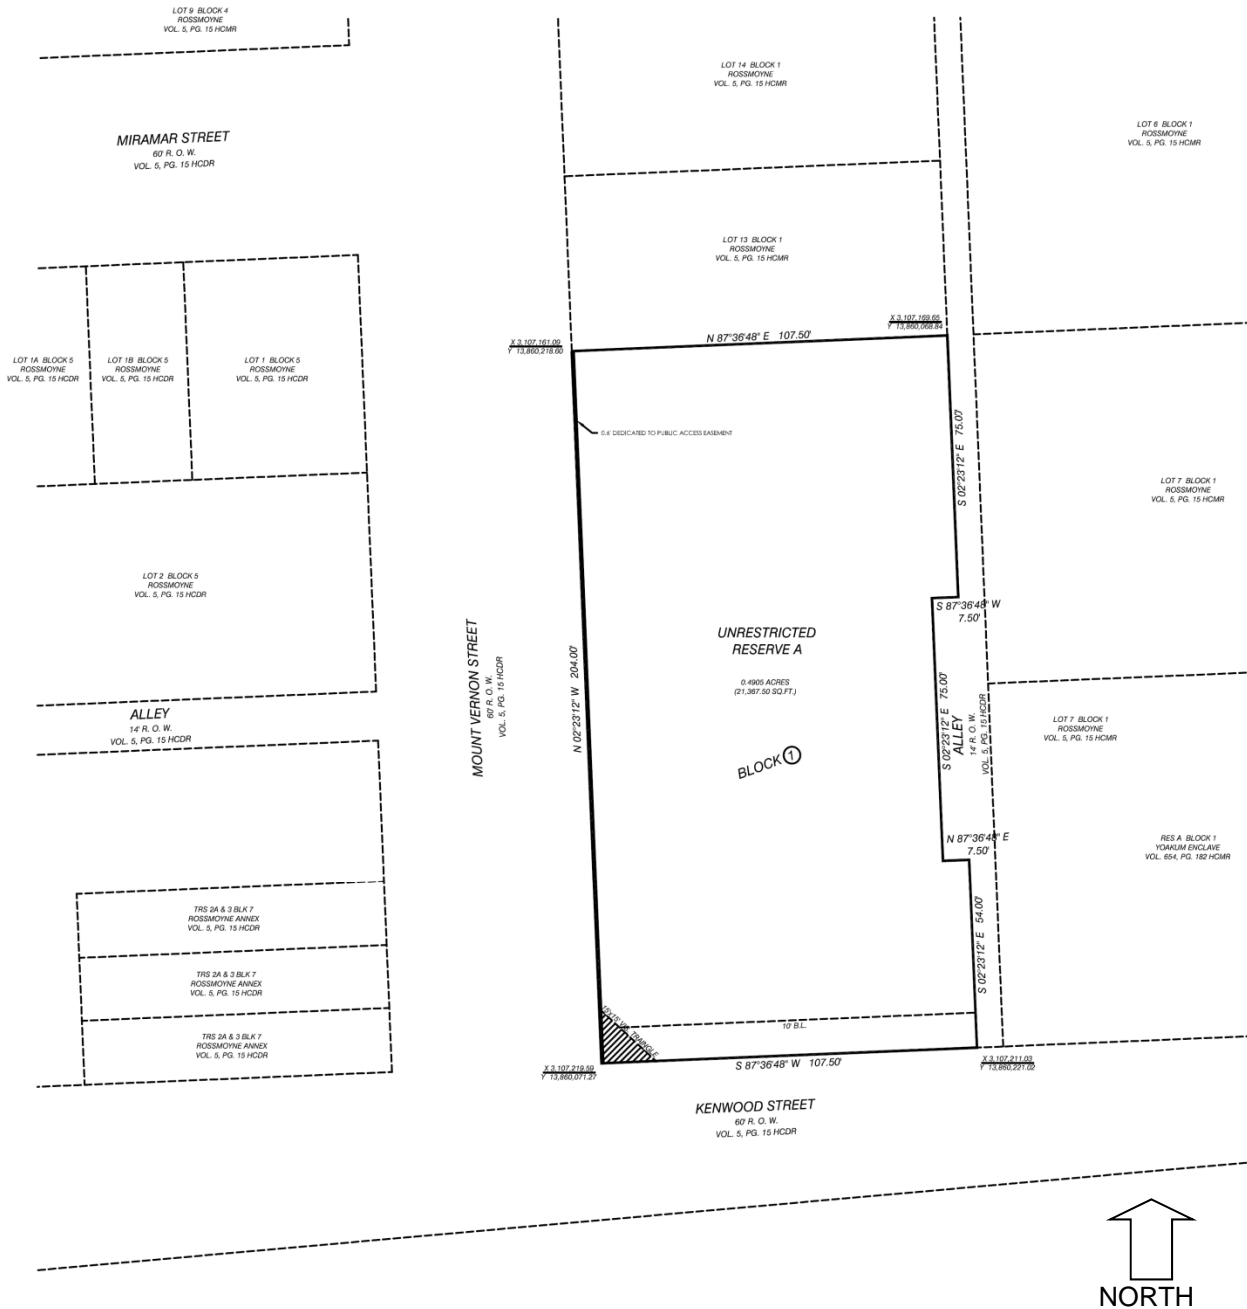 LOT 9 BLOCK 4
ROSSMOYNE
VOL. 5, PG. 15 HCMR
LOT 14 BLOCK 1
ROSSMOYNE
VOL. 5, PG. 15 HCMR
LOT 6 BLOCK 1
ROSSMOYNE
VOL. 5, PG. 15 HCMR
MIRAMAR STREET
60' R. O. W.
VOL. 5, PG. 15 HCDR
LOT 13 BLOCK 1
ROSSMOYNE
VOL. 5, PG. 15 HCMR
X 3,107,169.65
Y 13,860,068.84
N 87°36'48" E 107.50'
X 3,107,161.09
Y 13,860,218.60
LOT 1A BLOCK 5
ROSSMOYNE
VOL. 5, PG. 15 HCDR
LOT 1B BLOCK 5
ROSSMOYNE
VOL. 5, PG. 15 HCDR
LOT 1 BLOCK 5
ROSSMOYNE
VOL. 5, PG. 15 HCDR
0.6' DEDICATED TO PUBLIC ACCESS EASEMENT
S 02°23'12" E 75.00'
LOT 7 BLOCK 1
ROSSMOYNE
VOL. 5, PG. 15 HCMR
LOT 2 BLOCK 5
ROSSMOYNE
VOL. 5, PG. 15 HCDR
S 87°36'48" W
7.50'
UNRESTRICTED
RESERVE A
0.4905 ACRES
(21,367.50 SQ.FT.)
MOUNT VERNON STREET
60' R. O. W.
VOL. 5, PG. 15 HCDR
N 02°23'12" W 204.00'
S 02°23'12" E 75.00'
ALLEY
14' R. O. W.
VOL. 5, PG. 15 HCDR
ALLEY
14' R. O. W.
VOL. 5, PG. 15 HCDR
LOT 7 BLOCK 1
ROSSMOYNE
VOL. 5, PG. 15 HCMR
BLOCK 1
N 87°36'48" E
7.50'
RES A BLOCK 1
YOAKUM ENCLAVE
VOL. 654, PG. 182 HCMR
TRS 2A & 3 BLK 7
ROSSMOYNE ANNEX
VOL. 5, PG. 15 HCDR
S 02°23'12" E 54.00'
TRS 2A & 3 BLK 7
ROSSMOYNE ANNEX
VOL. 5, PG. 15 HCDR
15'x15' VIS. TRAINGLE
10' B.L.
TRS 2A & 3 BLK 7
ROSSMOYNE ANNEX
VOL. 5, PG. 15 HCDR
S 87°36'48" W 107.50'
X 3,107,219.59
Y 13,860,071.27
X 3,107,211.03
Y 13,860,221.02
KENWOOD STREET
60' R. O. W.
VOL. 5, PG. 15 HCDR
NORTH